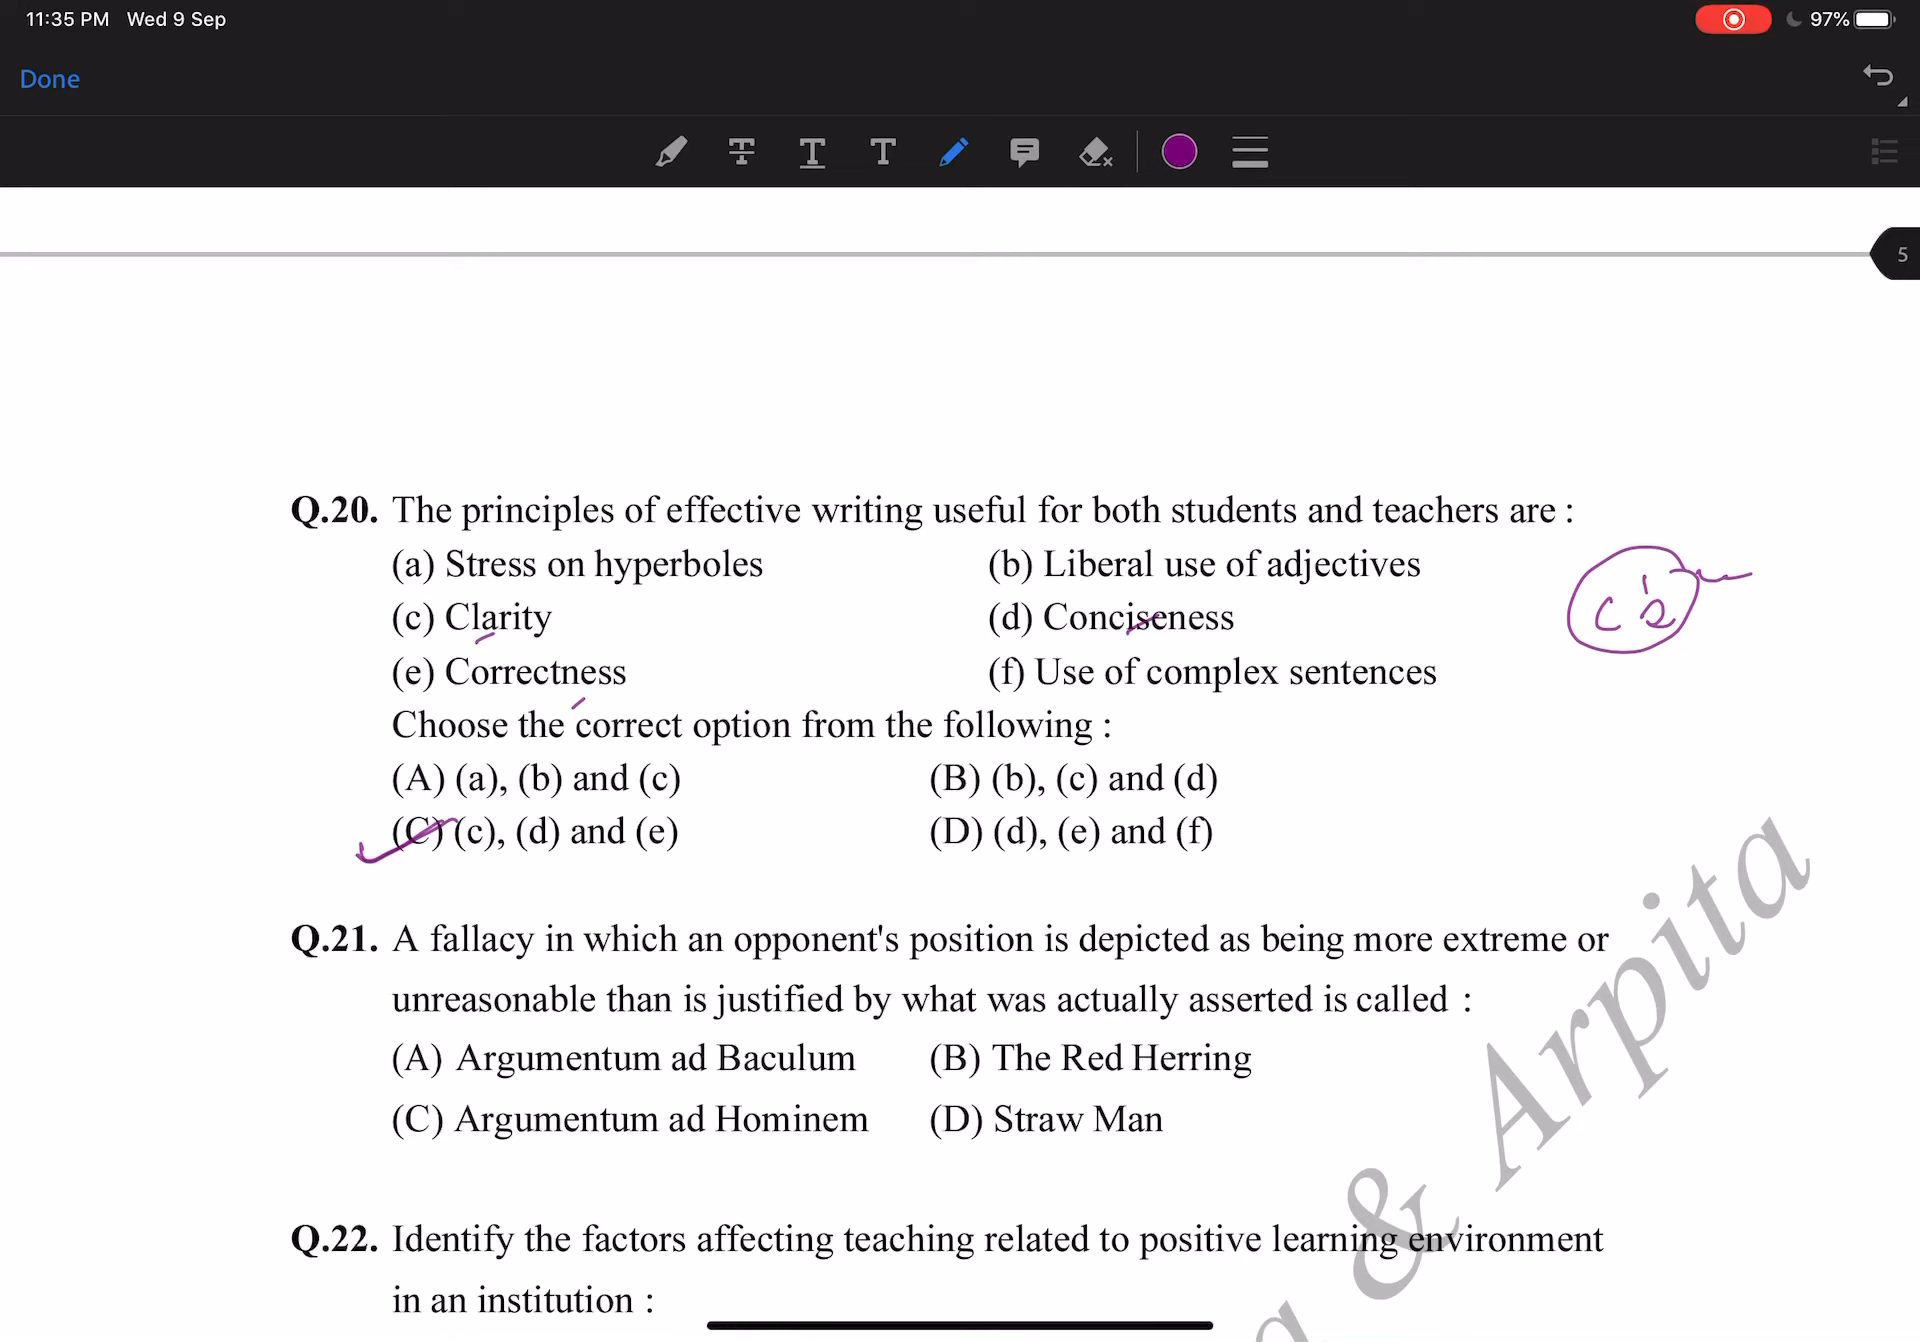 11:35 PM Wed 9 Sep
97%
Done
5
Q.20. The principles of effective writing useful for both students and teachers are :
(a) Stress on hyperboles (b) Liberal use of adjectives
(c) Clarity (d) Conciseness
(e) Correctness (f) Use of complex sentences
Choose the correct option from the following :
(A) (a), (b) and (c) (B) (b), (c) and (d)
(C) (c), (d) and (e) (D) (d), (e) and (f)
Q.21. A fallacy in which an opponent's position is depicted as being more extreme or
unreasonable than is justified by what was actually asserted is called :
(A) Argumentum ad Baculum (B) The Red Herring
(C) Argumentum ad Hominem (D) Straw Man
Q.22. Identify the factors affecting teaching related to positive learning environment
in an institution :
& Arpita